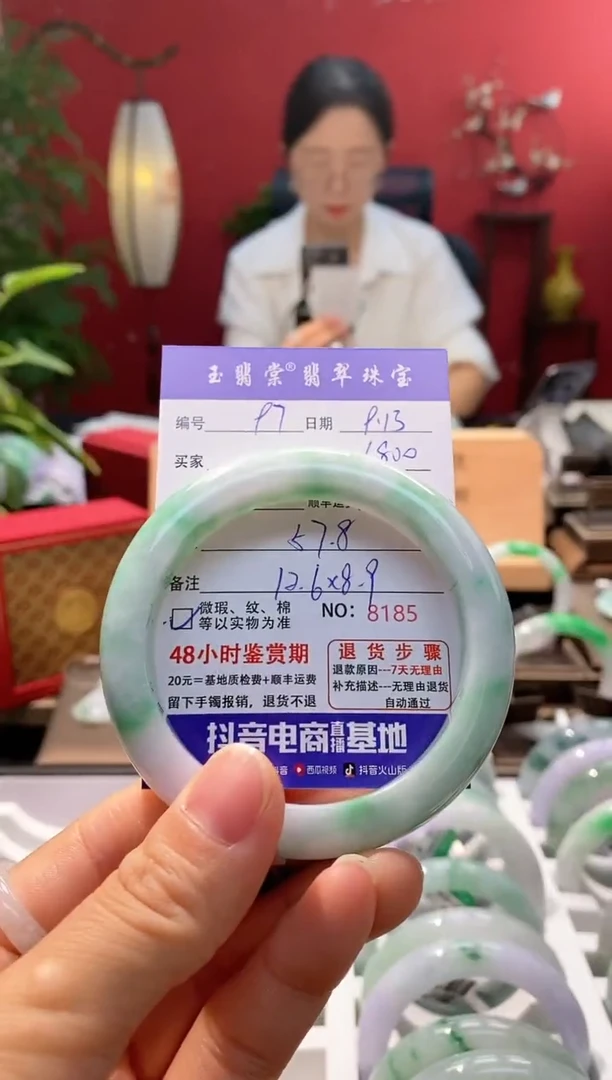 玉翡棠®翡翠珠宝
编号 97 日期 9.13
买家 1800
57.8
备注 12.6x8.9
微瑕、纹、棉
等以实物为准
NO: 8185
48小时鉴赏期
20元=基地质检费+顺丰运费
留下手镯报销，退货不退
退货步骤
退款原因---7天无理由
补充描述---无理由退货
自动通过
抖音电商直播基地
音 西瓜视频 抖音火山版